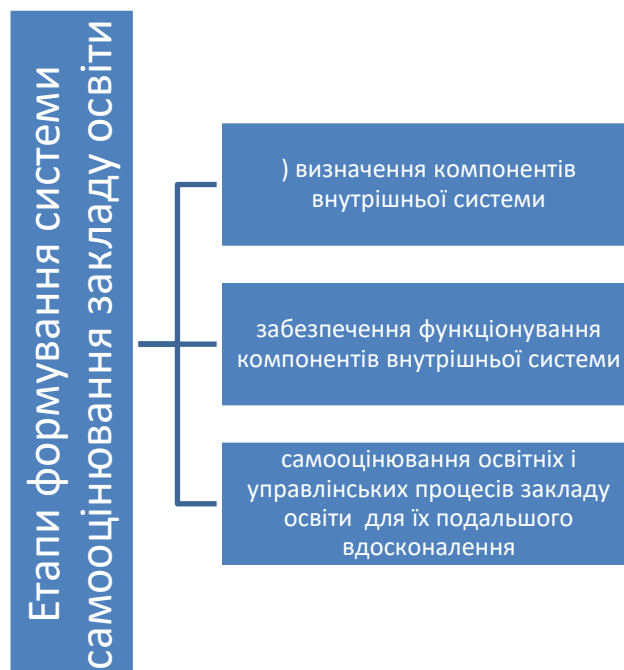 Етапи формування системи
самооцінювання закладу освіти
) визначення компонентів
внутрішньої системи
забезпечення функціонування
компонентів внутрішньої системи
самооцінювання освітніх і
управлінських процесів закладу
освіти для їх подальшого
вдосконалення